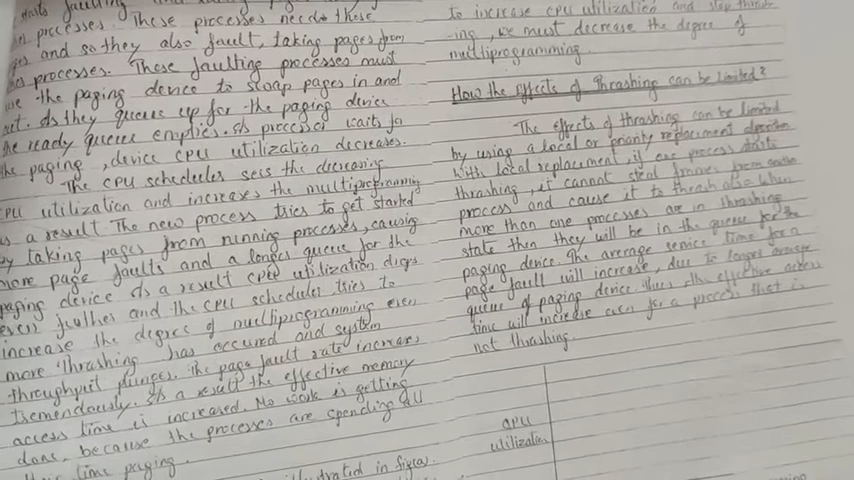 faulting
processes. These processes need these
and so they also fault, taking pages from
processes. These faulting processes must
the paging device to swap pages in and
out. As they queue up for the paging device
the ready queue empties. As processes waits for
the paging, device CPU utilization decreases.
The CPU scheduler sees the decreasing
CPU utilization and increases the multiprogramming
as a result. The new process tries to get started
by taking pages from running processes, causing
more page faults and a longer queue for the
paging device As a result CPU utilization drops
even further and the CPU scheduler tries to
increase the degree of multiprogramming even
more thrashing has occured and system
throughput plunges. The page fault rate increases
tremendously. As a result the effective memory
access time is increased. No work is getting
done, because the processes are spending all
their time paging.
illustrated in fig(a).
to increase CPU utilization and stop thrash
-ing, we must decrease the degree of
multiprogramming.
How the effects of Thrashing can be limited?
The effects of thrashing can be limited
by using a local or priority replacement algorithm
With local replacement, if one process starts
thrashing, it cannot steal frames from another
process and cause it to thrash also when
more than one processes are in thrashing
state then they will be in the queue for the
paging device. The average service time for a
page fault will increase, due to longer average
queue of paging device. Thus the effective access
time will increase even for a process that is
not thrashing.
CPU
utilization